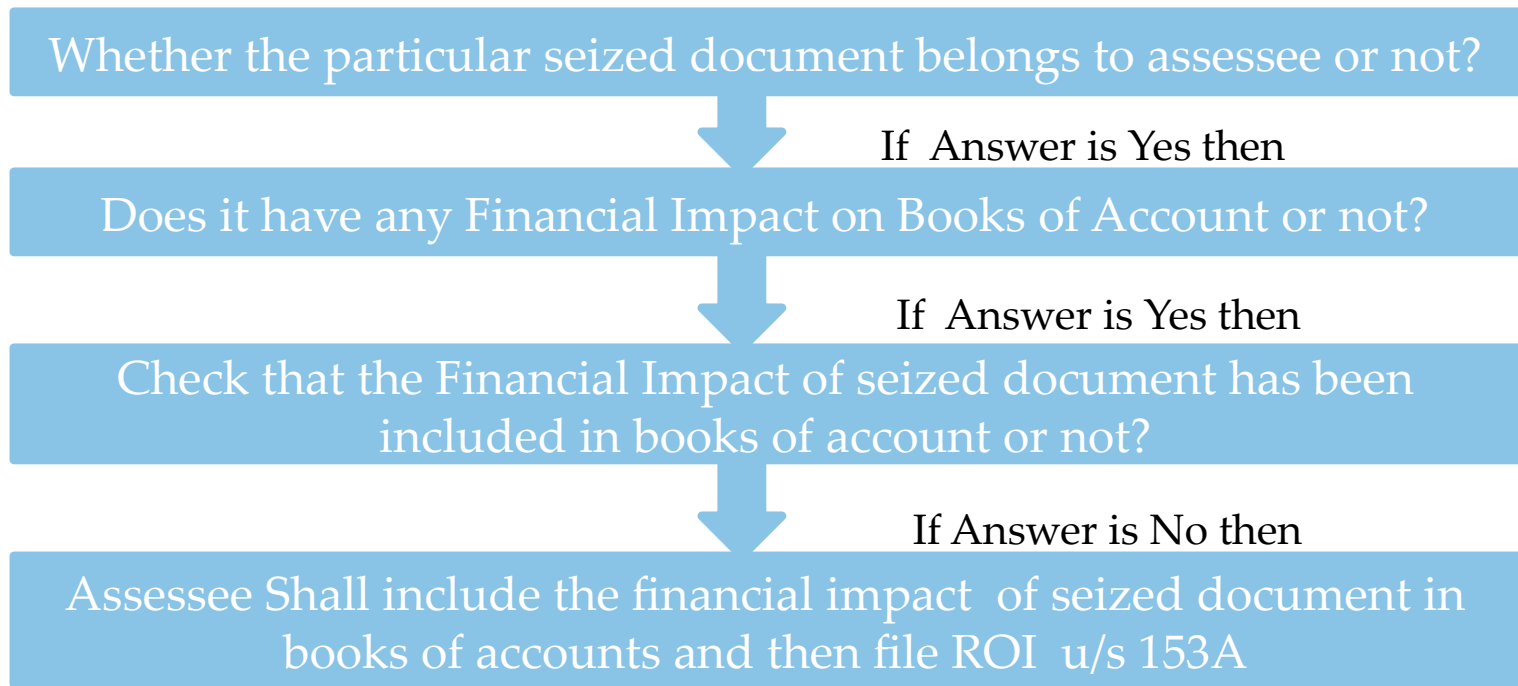 Whether the particular seized document belongs to assessee or not?
If Answer is Yes then
Does it have any Financial Impact on Books of Account or not?
If Answer is Yes then
Check that the Financial Impact of seized document has been
included in books of account or not?
If Answer is No then
Assessee Shall include the financial impact of seized document in
books of accounts and then file ROI u/s 153A